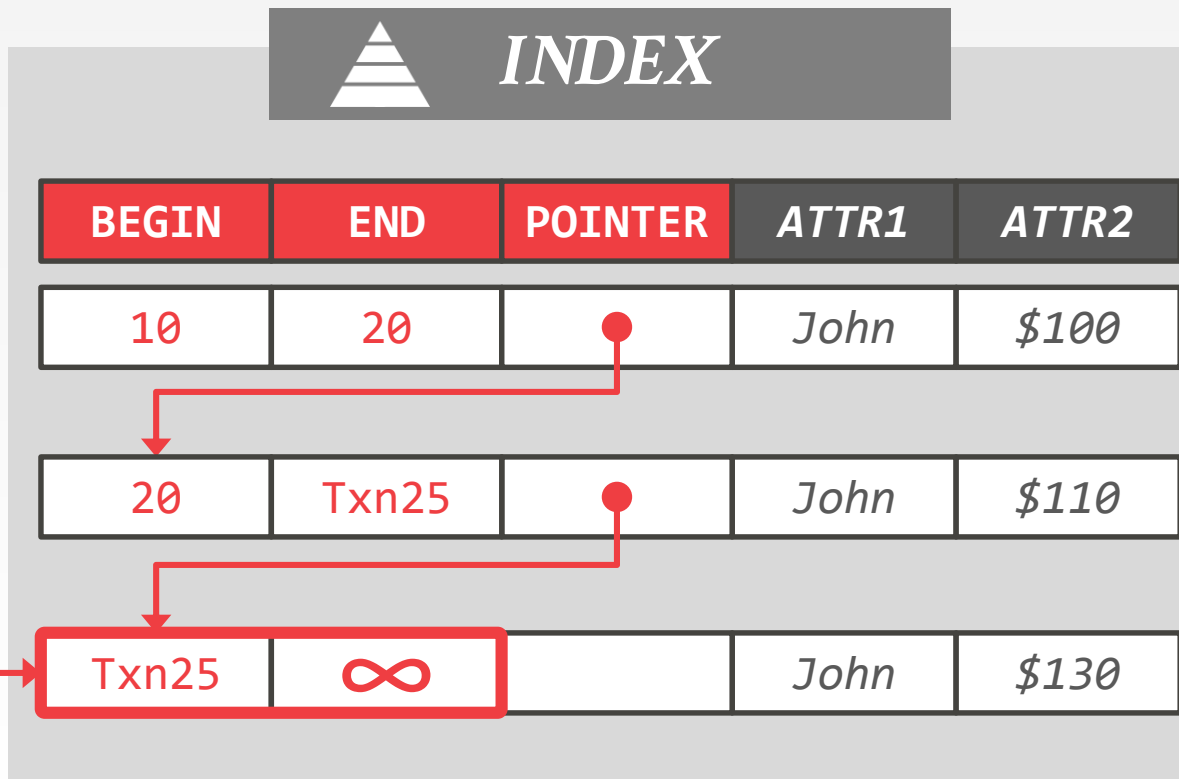 INDEX
BEGIN END POINTER ATTR1 ATTR2
10 20 John $100
20 Txn25 John $110
Txn25 ∞ John $130